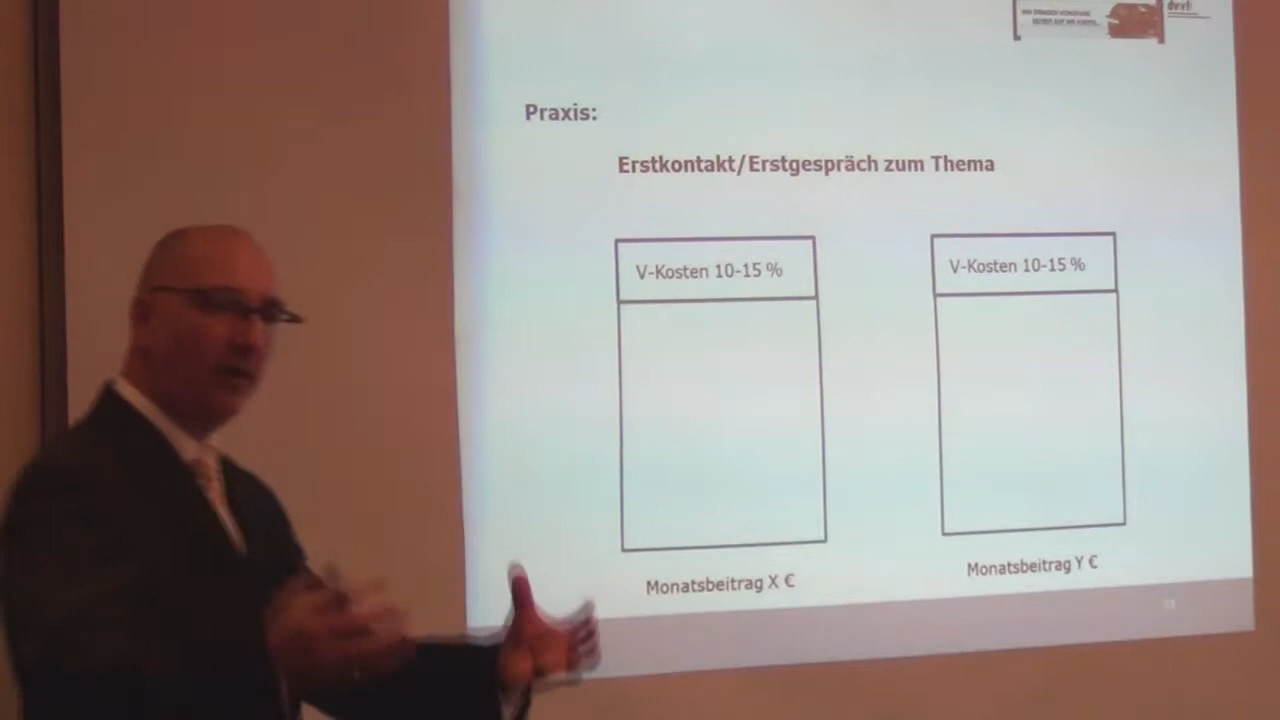 Praxis:
Erstkontakt/Erstgespräch zum Thema
V-Kosten 10-15 %
V-Kosten 10-15 %
Monatsbeitrag X €
Monatsbeitrag Y €